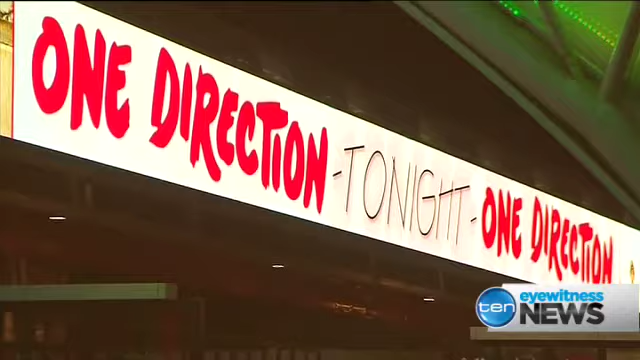 ONE DIRECTION -TONIGHT- ONE DIRECTION
ten eyewitness
NEWS